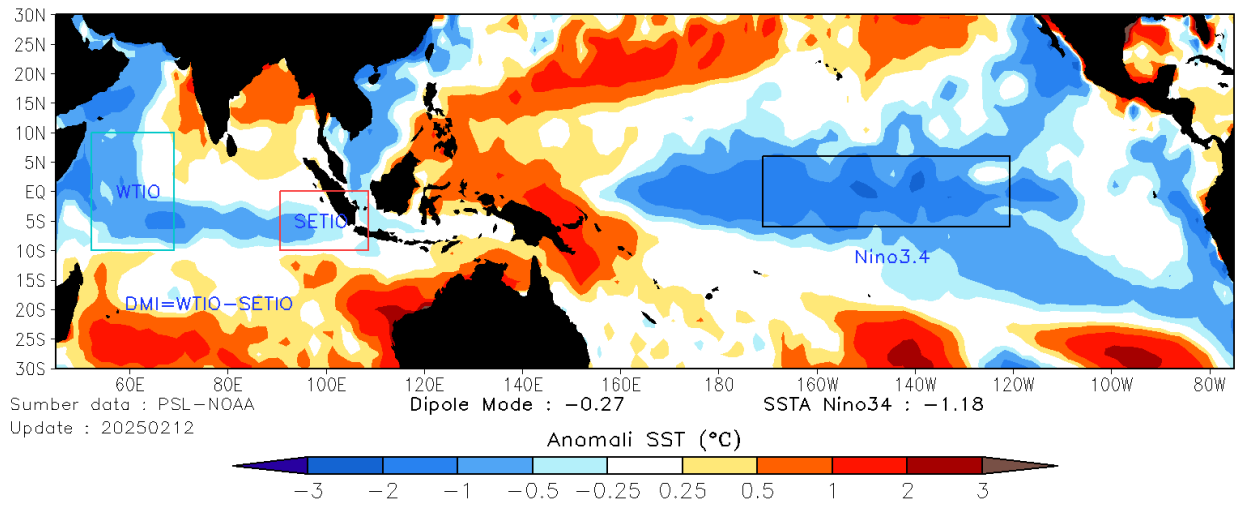 30N
25N
20N
15N
10N
5N
EQ
5S
10S
15S
20S
25S
30S
WTIO
SETIO
Nino3.4
DMI=WTIO−SETIO
60E 80E 100E 120E 140E 160E 180 160W 140W 120W 100W 80W
Sumber data : PSL−NOAA Dipole Mode : −0.27 SSTA Nino34 : −1.18
Update : 20250212
Anomali SST (°C)
−3 −2 −1 −0.5 −0.25 0.25 0.5 1 2 3